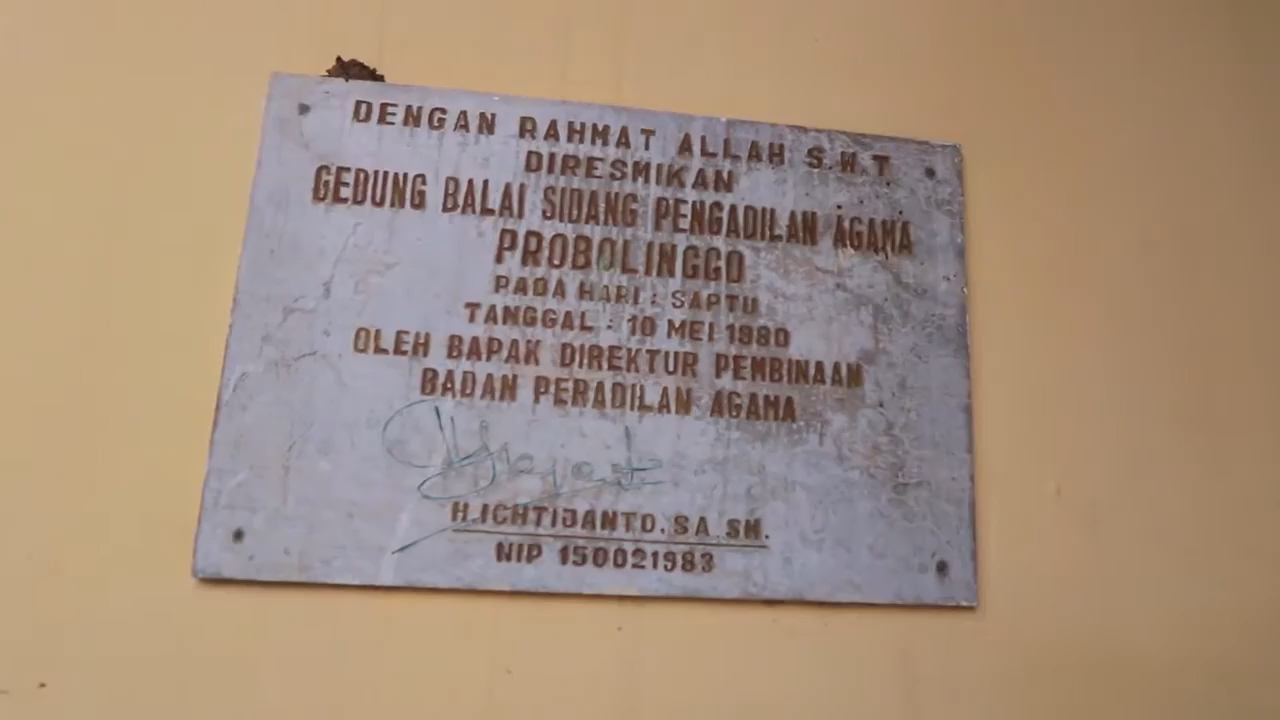 DENGAN RAHMAT ALLAH S.W.T
DIRESMIKAN
GEDUNG BALAI SIDANG PENGADILAN AGAMA
PROBOLINGGO
PADA HARI : SAPTU
TANGGAL : 10 MEI 1980
OLEH BAPAK DIREKTUR PEMBINAAN
BADAN PERADILAN AGAMA
H.ICHTIJANTO.SA.SH.
NIP 150021983